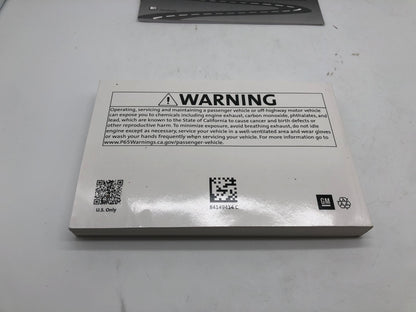 WARNING
Operating, servicing and maintaining a passenger vehicle or off-highway motor vehicle
can expose you to chemicals including engine exhaust, carbon monoxide, phthalates, and
lead, which are known to the State of California to cause cancer and birth defects or
other reproductive harm. To minimize exposure, avoid breathing exhaust, do not idle
engine except as necessary, service your vehicle in a well-ventilated area and wear gloves
or wash your hands frequently when servicing your vehicle. For more information go to
www.P65Warnings.ca.gov/passenger-vehicle.
U.S. Only
84149414 C
GM